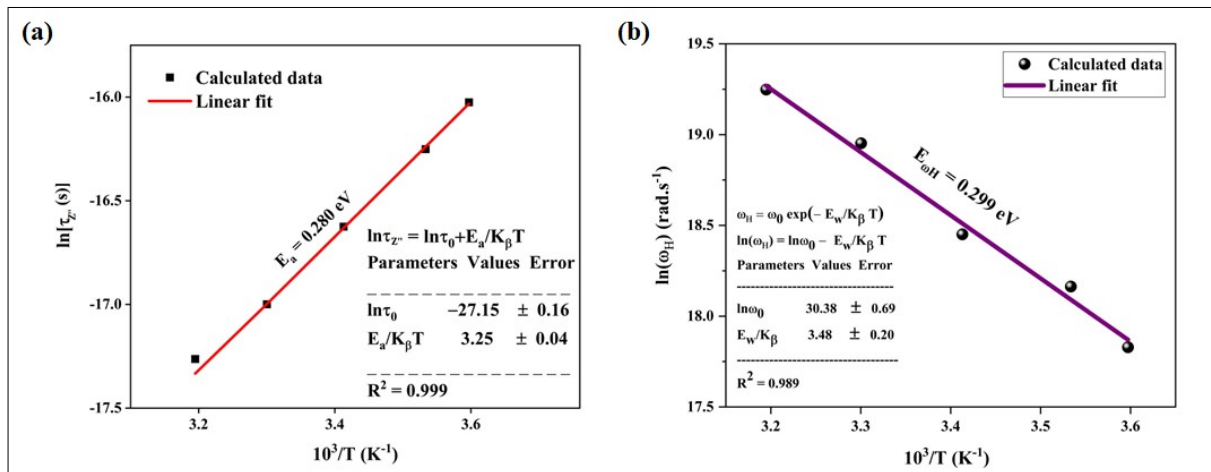 (a)
-16.0
-16.5
-17.0
-17.5
ln[τZ" (s)]
Calculated data
Linear fit
Ea = 0.280 eV
lnτZ" = lnτ0+Ea/KβT
Parameters Values Error
lnτ0 −27.15 ± 0.16
Ea/KβT 3.25 ± 0.04
R² = 0.999
3.2 3.4 3.6
10³/T (K⁻¹)
(b)
19.5
19.0
18.5
18.0
17.5
ln(ωH) (rad.s⁻¹)
Calculated data
Linear fit
EωH = 0.299 eV
ωH = ω0 exp(− Ew/Kβ T)
ln(ωH) = lnω0 − Ew/Kβ T
Parameters Values Error
lnω0 30.38 ± 0.69
Ew/Kβ 3.48 ± 0.20
R² = 0.989
3.2 3.3 3.4 3.5 3.6
10³/T (K⁻¹)